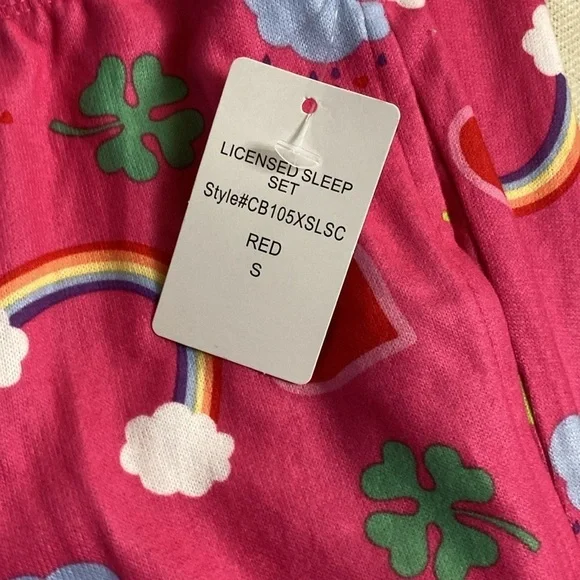 LICENSED SLEEP
SET
Style#CB105XSLSC
RED
S